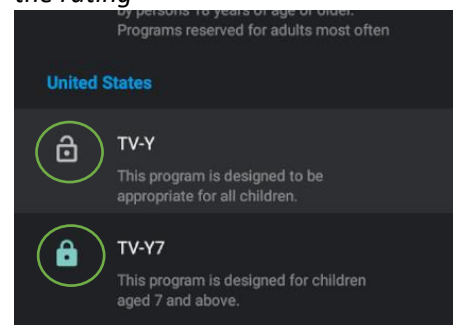 the rating
by persons 18 years of age or older.
Programs reserved for adults most often
United States
TV-Y
This program is designed to be
appropriate for all children.
TV-Y7
This program is designed for children
aged 7 and above.